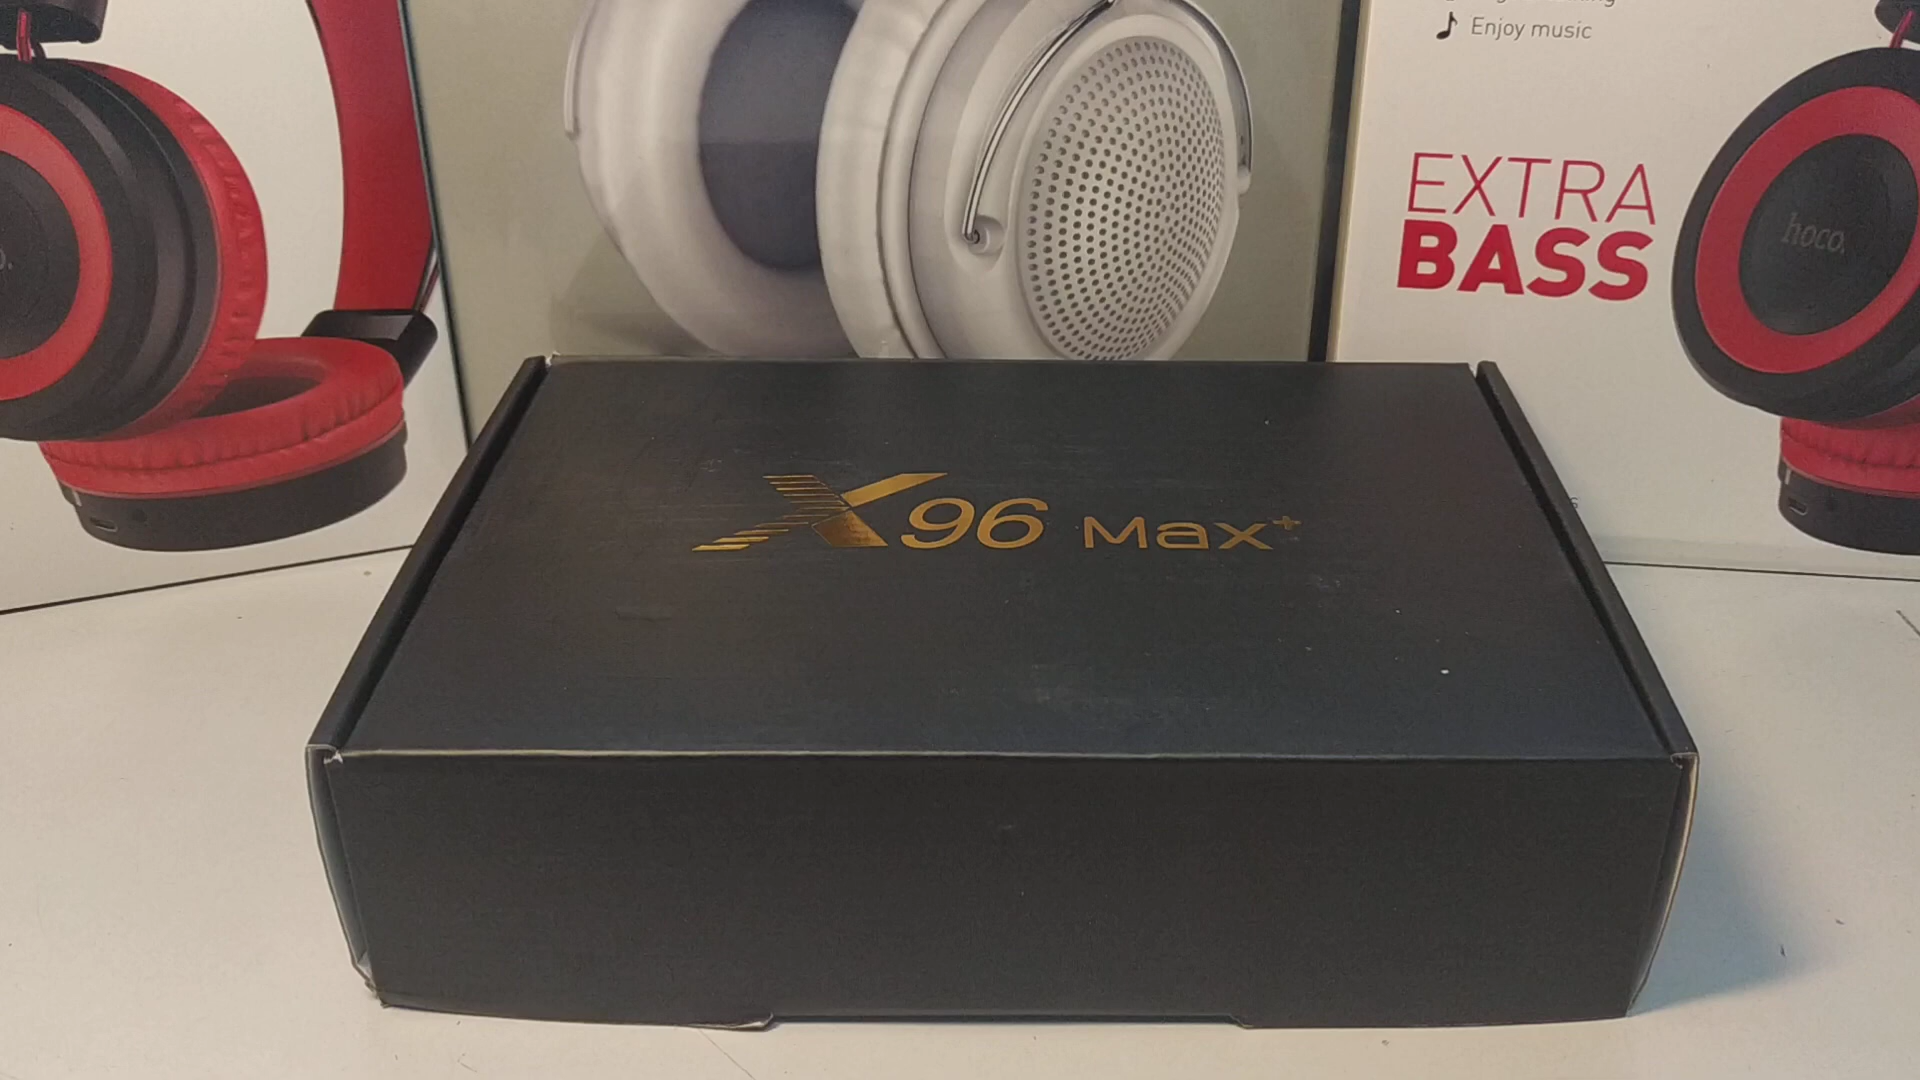 Enjoy music
EXTRA
BASS
hoco.
X96 Max+